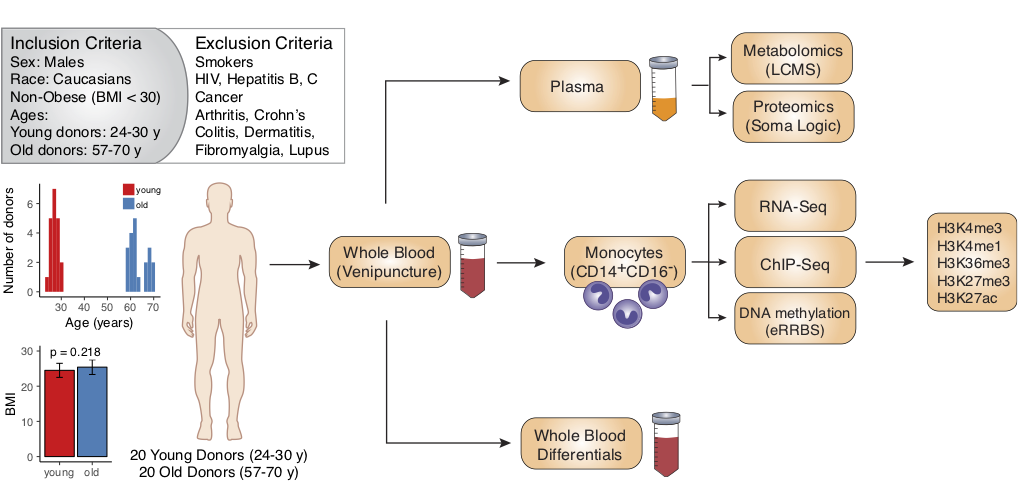 Inclusion Criteria
Sex: Males
Race: Caucasians
Non-Obese (BMI < 30)
Ages:
Young donors: 24-30 y
Old donors: 57-70 y
Exclusion Criteria
Smokers
HIV, Hepatitis B, C
Cancer
Arthritis, Crohn's
Colitis, Dermatitis,
Fibromyalgia, Lupus
Number of donors
6
4
2
0
young
old
30 40 50 60 70
Age (years)
BMI
30
20
10
0
p = 0.218
young old
20 Young Donors (24-30 y)
20 Old Donors (57-70 y)
Whole Blood
(Venipuncture)
Plasma
Metabolomics
(LCMS)
Proteomics
(Soma Logic)
Monocytes
(CD14⁺CD16⁻)
RNA-Seq
ChIP-Seq
DNA methylation
(eRRBS)
H3K4me3
H3K4me1
H3K36me3
H3K27me3
H3K27ac
Whole Blood
Differentials